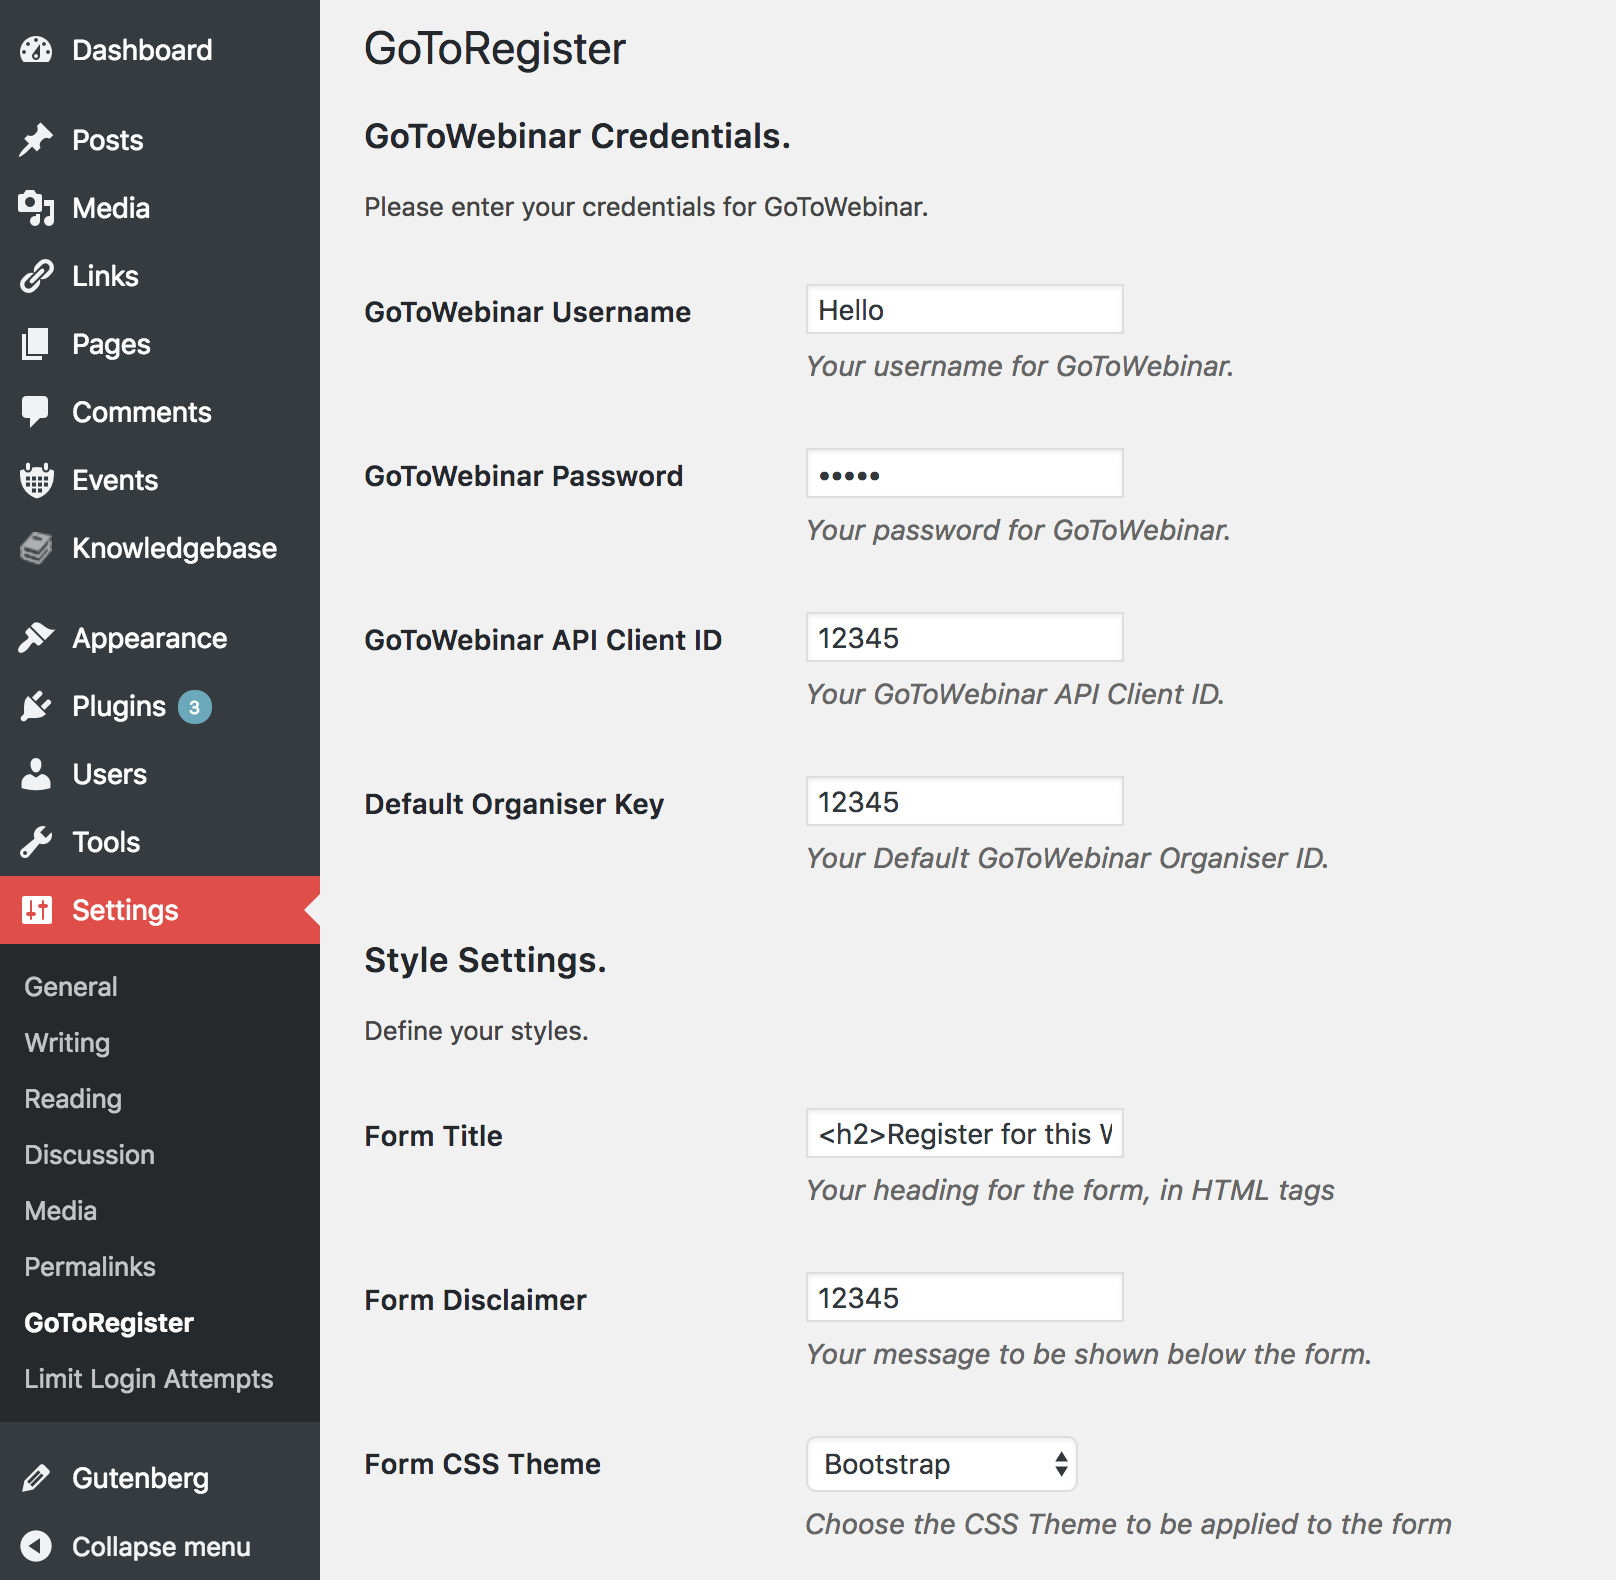 Dashboard
Posts
Media
Links
Pages
Comments
Events
Knowledgebase
Appearance
Plugins 3
Users
Tools
Settings
General
Writing
Reading
Discussion
Media
Permalinks
GoToRegister
Limit Login Attempts
Gutenberg
Collapse menu
GoToRegister
GoToWebinar Credentials.
Please enter your credentials for GoToWebinar.
GoToWebinar Username
Hello
Your username for GoToWebinar.
GoToWebinar Password
•••••
Your password for GoToWebinar.
GoToWebinar API Client ID
12345
Your GoToWebinar API Client ID.
Default Organiser Key
12345
Your Default GoToWebinar Organiser ID.
Style Settings.
Define your styles.
Form Title
<h2>Register for this
Your heading for the form, in HTML tags
Form Disclaimer
12345
Your message to be shown below the form.
Form CSS Theme
Bootstrap
Choose the CSS Theme to be applied to the form